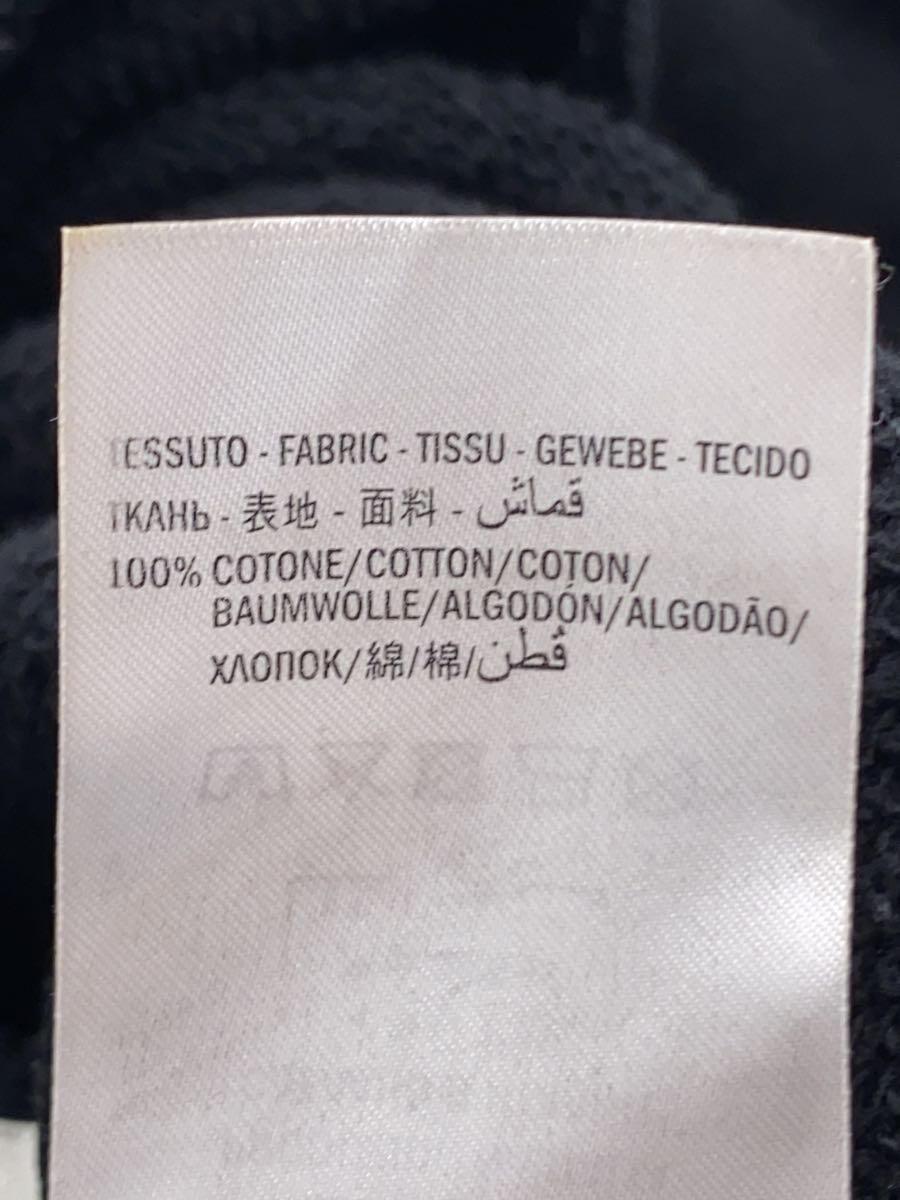 TESSUTO - FABRIC - TISSU - GEWEBE - TECIDO
ТКАНЬ - 表地 - 面料 - قماش
100% COTONE/COTTON/COTON/
BAUMWOLLE/ALGODÓN/ALGODÃO/
ХЛОПОК/綿/棉/قطن